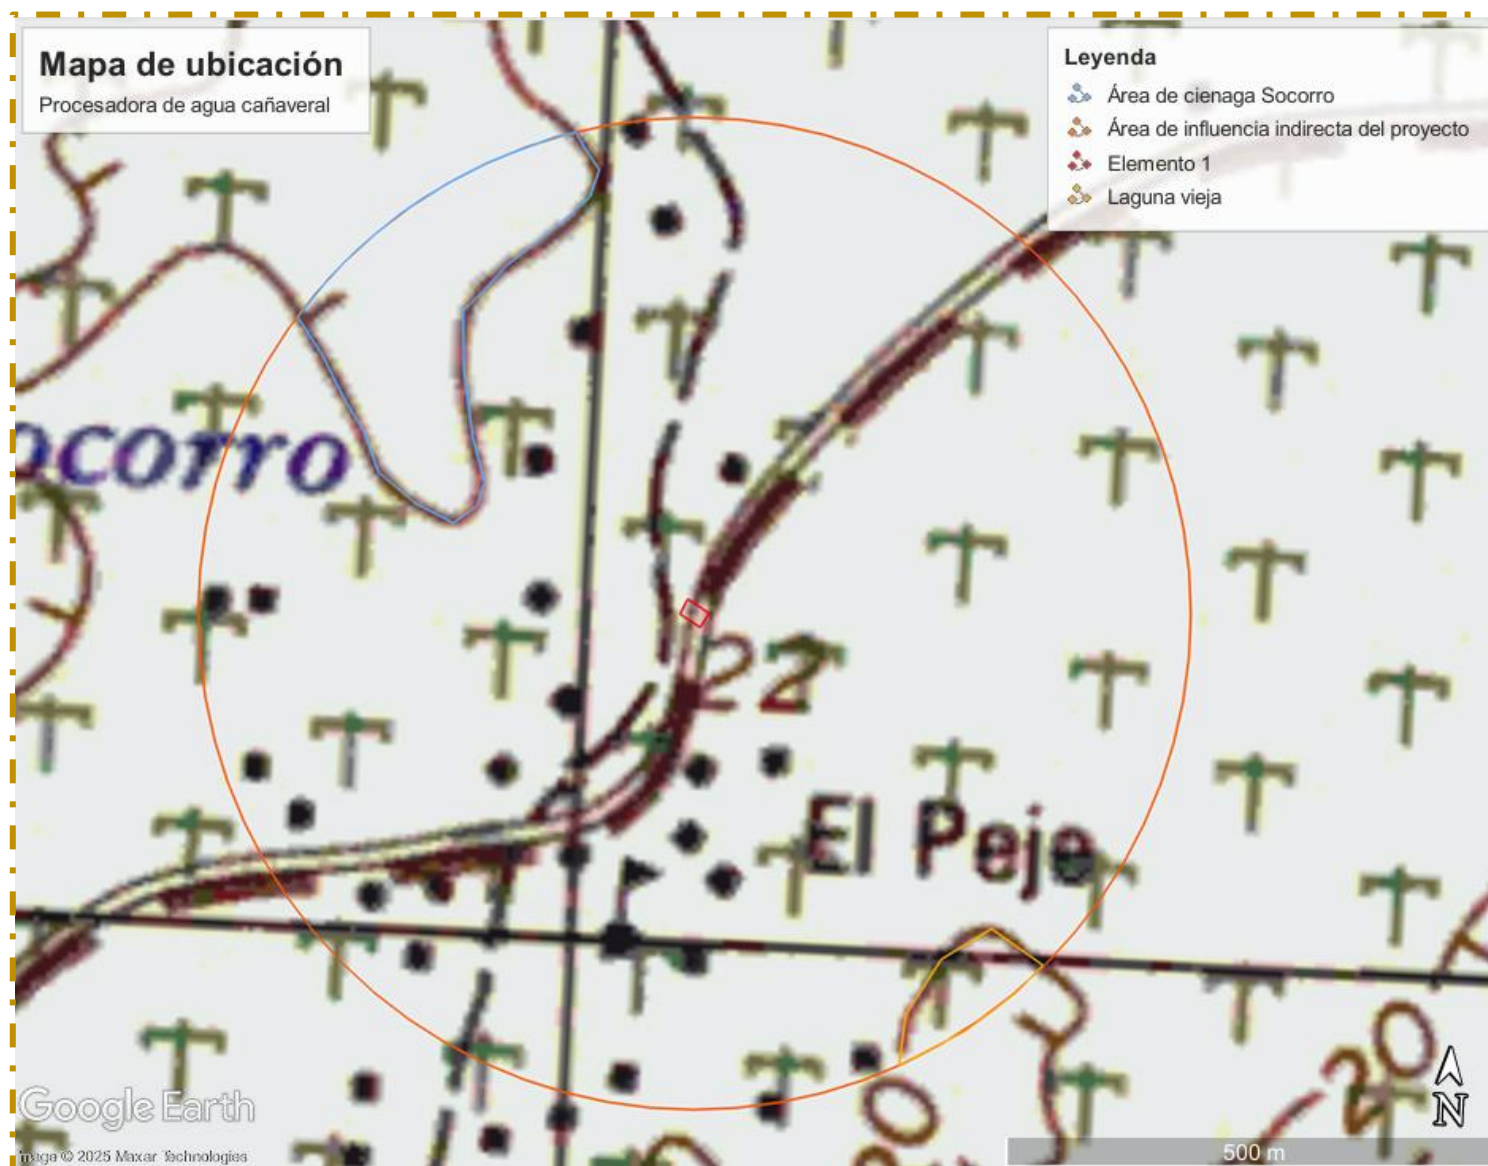 Mapa de ubicación
Procesadora de agua cañaveral
Leyenda
Área de cienaga Socorro
Área de influencia indirecta del proyecto
Elemento 1
Laguna vieja
ocorro
22
El Peje
20
Google Earth
Image © 2025 Maxar Technologies
N
500 m